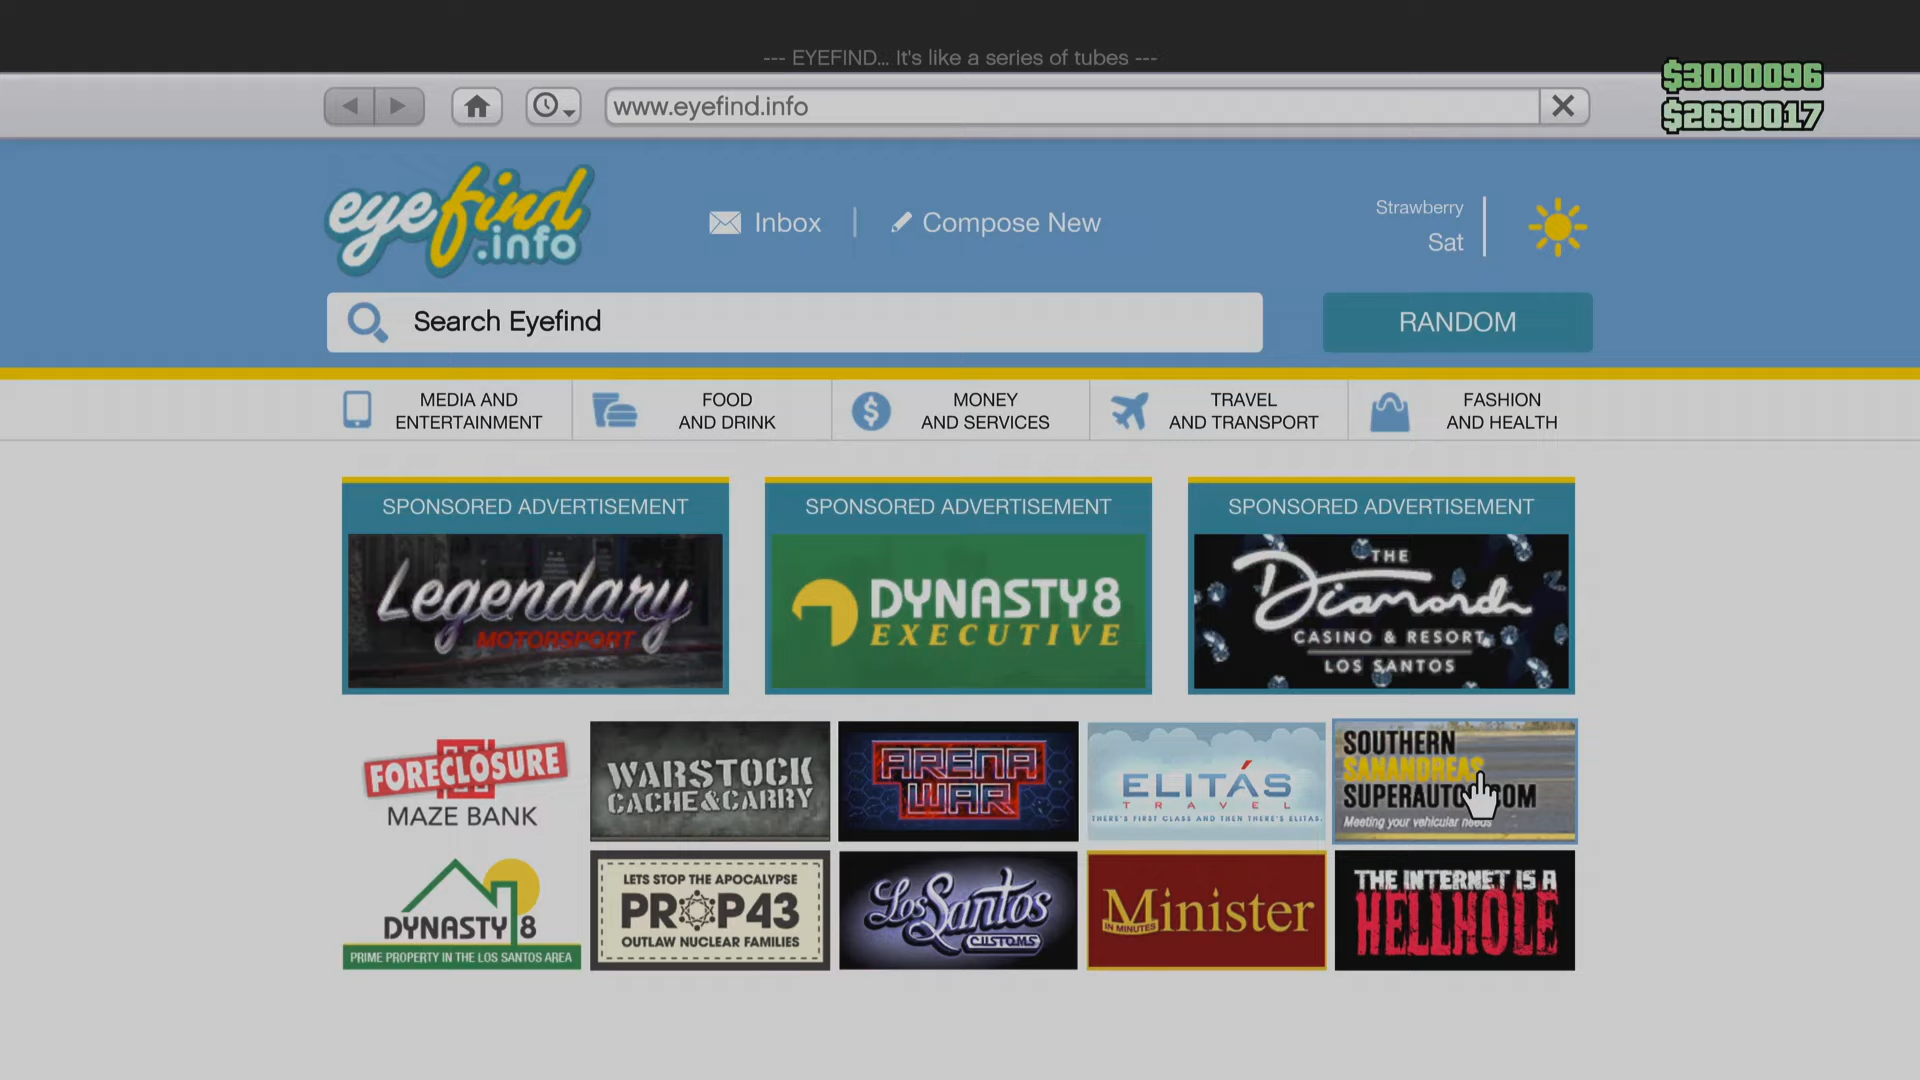 --- EYEFIND... It's like a series of tubes ---
$3000096
$2690017
www.eyefind.info
eyefind
.info
Inbox
Compose New
Strawberry
Sat
Search Eyefind
RANDOM
MEDIA AND
ENTERTAINMENT
FOOD
AND DRINK
MONEY
AND SERVICES
TRAVEL
AND TRANSPORT
FASHION
AND HEALTH
SPONSORED ADVERTISEMENT
Legendary
MOTORSPORT
SPONSORED ADVERTISEMENT
DYNASTY8
EXECUTIVE
SPONSORED ADVERTISEMENT
THE
Diamond
CASINO & RESORT
LOS SANTOS
FORECLOSURE
MAZE BANK
WARSTOCK
CACHE&CARRY
ARENA
WAR
ELITÁS
TRAVEL
THERE'S FIRST CLASS AND THEN THERE'S ELITAS.
SOUTHERN
SANANDREAS
SUPERAUTOS.COM
Meeting your vehicular needs
DYNASTY 8
PRIME PROPERTY IN THE LOS SANTOS AREA
LETS STOP THE APOCALYPSE
PROP43
OUTLAW NUCLEAR FAMILIES
Los Santos
CUSTOMS
Minister
IN MINUTES
THE INTERNET IS A
HELLHOLE